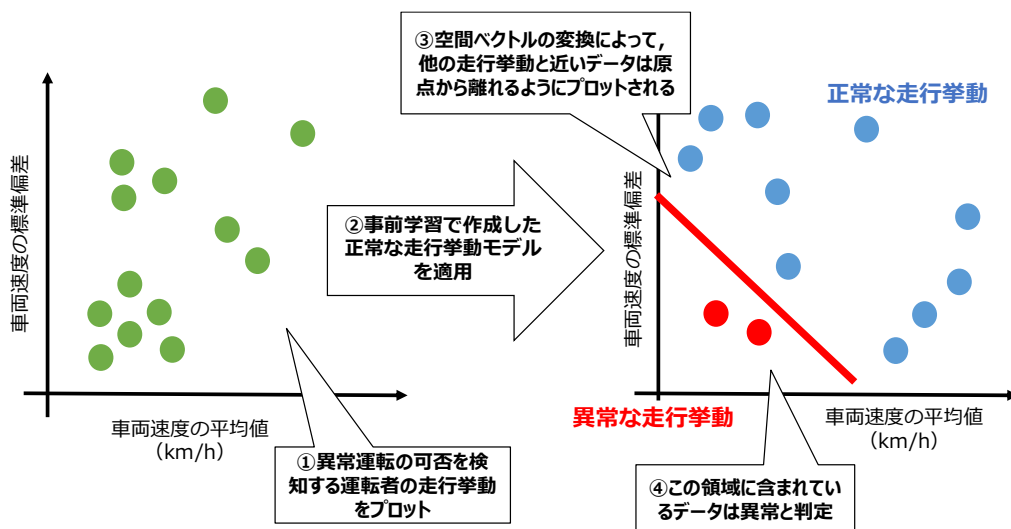 ③空間ベクトルの変換によって，
他の走行挙動と近いデータは原
点から離れるようにプロットされる
正常な走行挙動
車両速度の標準偏差
②事前学習で作成した
正常な走行挙動モデル
を適用
車両速度の標準偏差
異常な走行挙動
車両速度の平均値
（km/h）
車両速度の平均値
（km/h）
①異常運転の可否を検
知する運転者の走行挙動
をプロット
④この領域に含まれてい
るデータは異常と判定